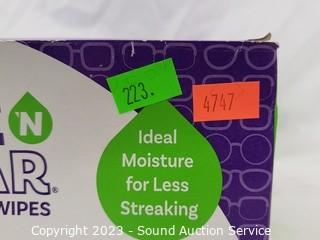 223.
4747
E 'N
AR®
WIPES
Ideal
Moisture
for Less
Streaking
Copyright 2023 - Sound Auction Service